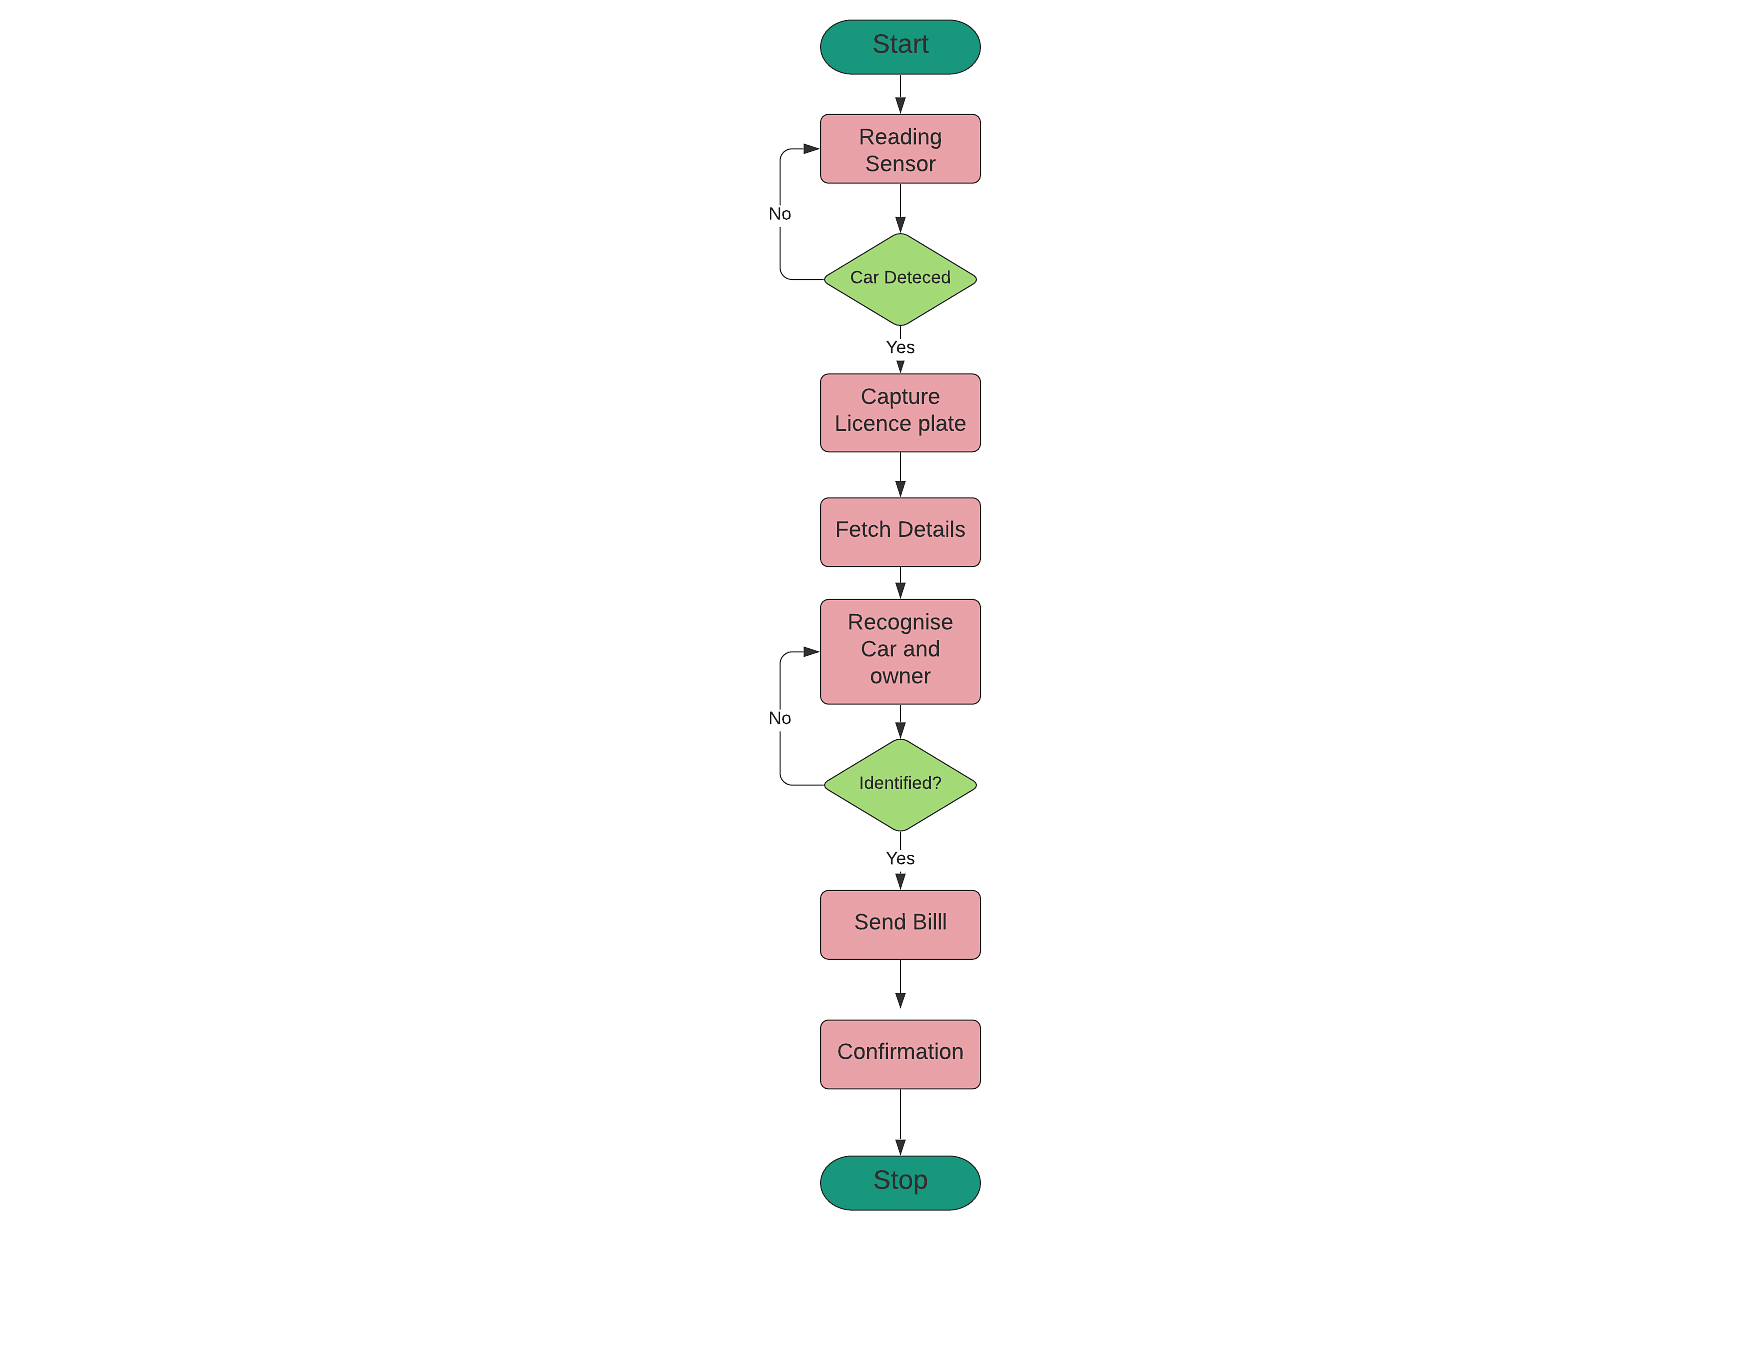 Start
Reading
Sensor
No
Car Deteced
Yes
Capture
Licence plate
Fetch Details
Recognise
Car and
owner
No
Identified?
Yes
Send Billl
Confirmation
Stop